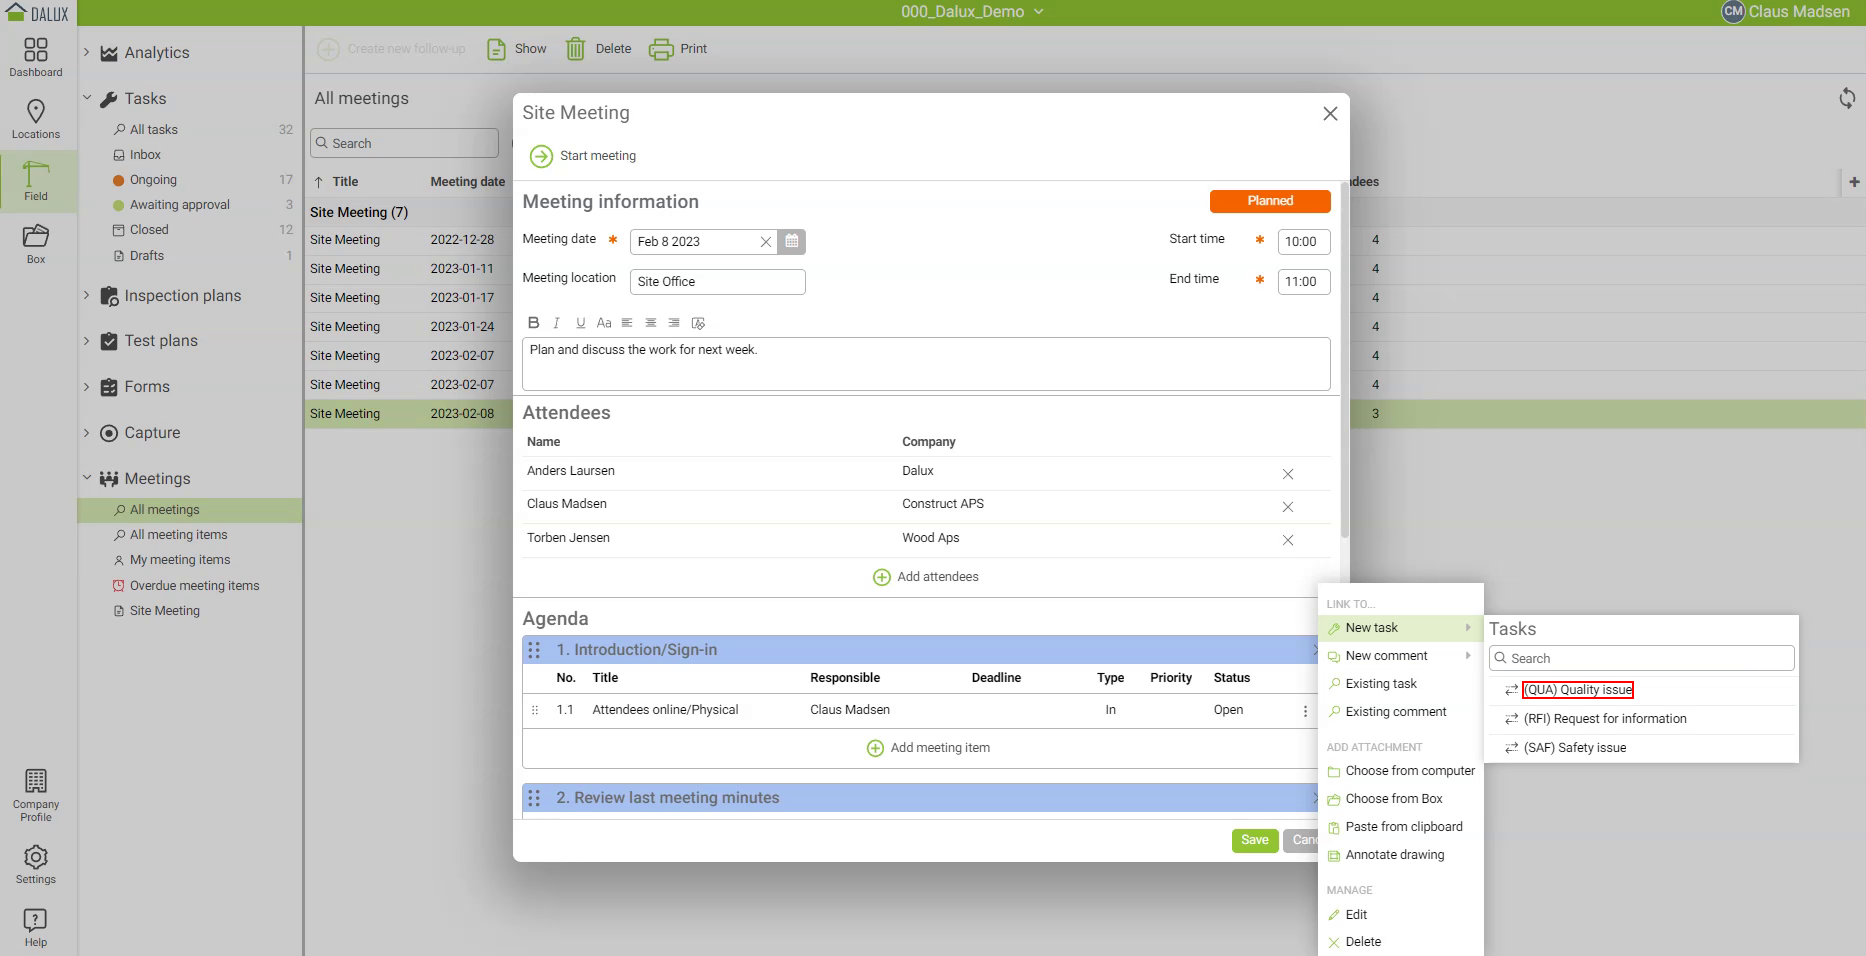 DALUX
000_Dalux_Demo
CM Claus Madsen
Dashboard
Locations
Field
Box
Company
Profile
Settings
Help
Analytics
Tasks
All tasks 32
Inbox
Ongoing 17
Awaiting approval 3
Closed 12
Drafts 1
Inspection plans
Test plans
Forms
Capture
Meetings
All meetings
All meeting items
My meeting items
Overdue meeting items
Site Meeting
Create new follow-up Show Delete Print
All meetings
Search
Title Meeting date
Site Meeting (7)
Site Meeting 2022-12-28 4
Site Meeting 2023-01-11 4
Site Meeting 2023-01-17 4
Site Meeting 2023-01-24 4
Site Meeting 2023-02-07 4
Site Meeting 2023-02-07 4
Site Meeting 2023-02-08 3
Site Meeting
Start meeting
Meeting information Planned
Meeting date * Feb 8 2023 Start time * 10:00
Meeting location Site Office End time * 11:00
B I U Aa
Plan and discuss the work for next week.
Attendees
Name Company
Anders Laursen Dalux
Claus Madsen Construct APS
Torben Jensen Wood Aps
Add attendees
Agenda
1. Introduction/Sign-in
No. Title Responsible Deadline Type Priority Status
1.1 Attendees online/Physical Claus Madsen In Open
Add meeting item
2. Review last meeting minutes
Save
LINK TO...
New task
New comment
Existing task
Existing comment
ADD ATTACHMENT
Choose from computer
Choose from Box
Paste from clipboard
Annotate drawing
MANAGE
Edit
Delete
Tasks
Search
(QUA) Quality issue
(RFI) Request for information
(SAF) Safety issue